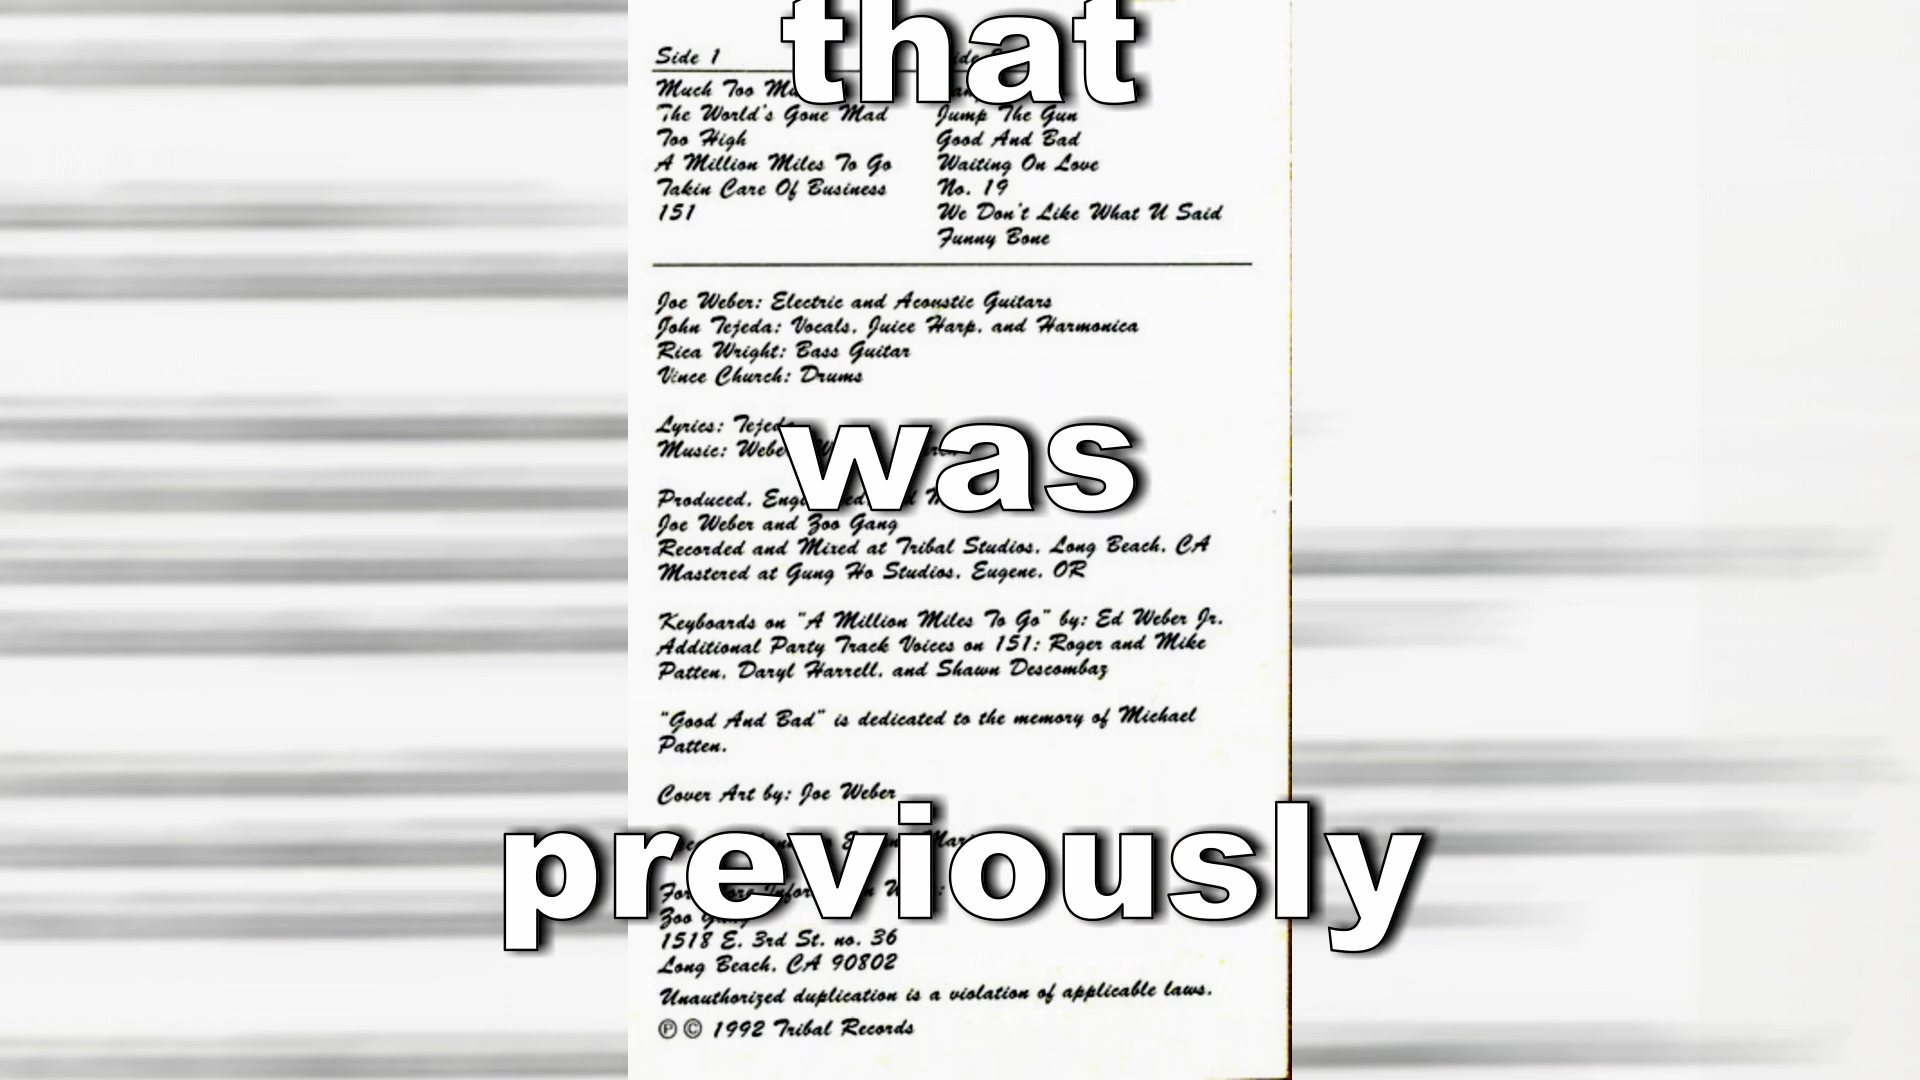 that
was
previously
Side 1
Much Too
The World's Gone Mad
Too High
A Million Miles To Go
Takin Care Of Business
151
Jump The Gun
Good And Bad
Waiting On Love
No. 19
We Don't Like What U Said
Funny Bone
Joe Weber: Electric and Acoustic Guitars
John Tejeda: Vocals, Juice Harp, and Harmonica
Rica Wright: Bass Guitar
Vince Church: Drums
Lyrics: Tejeda
Music:
Produced,
Joe Weber and Zoo Gang
Recorded and Mixed at Tribal Studios, Long Beach, CA
Mastered at Gung Ho Studios, Eugene, OR
Keyboards on "A Million Miles To Go" by: Ed Weber Jr.
Additional Party Track Voices on 151: Roger and Mike
Patten, Daryl Harrell, and Shawn Descombaz
"Good And Bad" is dedicated to the memory of Michael
Patten.
Cover Art by: Joe Weber
Zoo Gang
1518 E. 3rd St. no. 36
Long Beach, CA 90802
Unauthorized duplication is a violation of applicable laws.
℗ © 1992 Tribal Records